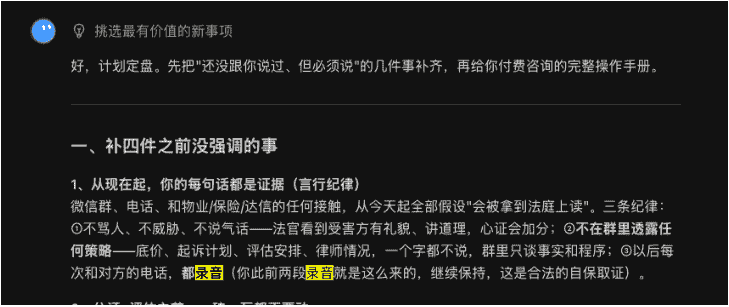 挑选最有价值的新事项
好，计划定盘。先把"还没跟你说过、但必须说"的几件事补齐，再给你付费咨询的完整操作手册。
一、补四件之前没强调的事
1、从现在起，你的每句话都是证据（言行纪律）
微信群、电话、和物业/保险/达信的任何接触，从今天起全部假设"会被拿到法庭上读"。三条纪律：
①不骂人、不威胁、不说气话——法官看到受害方有礼貌、讲道理，心证会加分；②不在群里透露任
何策略——底价、起诉计划、评估安排、律师情况，一个字都不说，群里只谈事实和程序；③以后每
次和对方的电话，都录音（你此前两段录音就是这么来的，继续保持，这是合法的自保取证）。